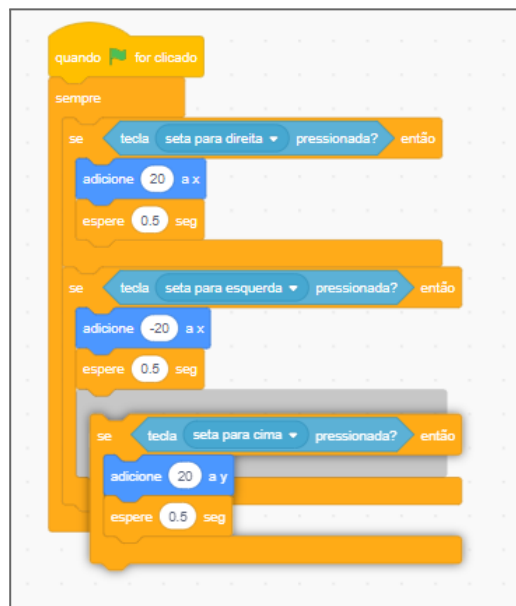 quando for clicado
sempre
se tecla seta para direita pressionada? então
adicione 20 a x
espere 0.5 seg
se tecla seta para esquerda pressionada? então
adicione -20 a x
espere 0.5 seg
se tecla seta para cima pressionada? então
adicione 20 a y
espere 0.5 seg